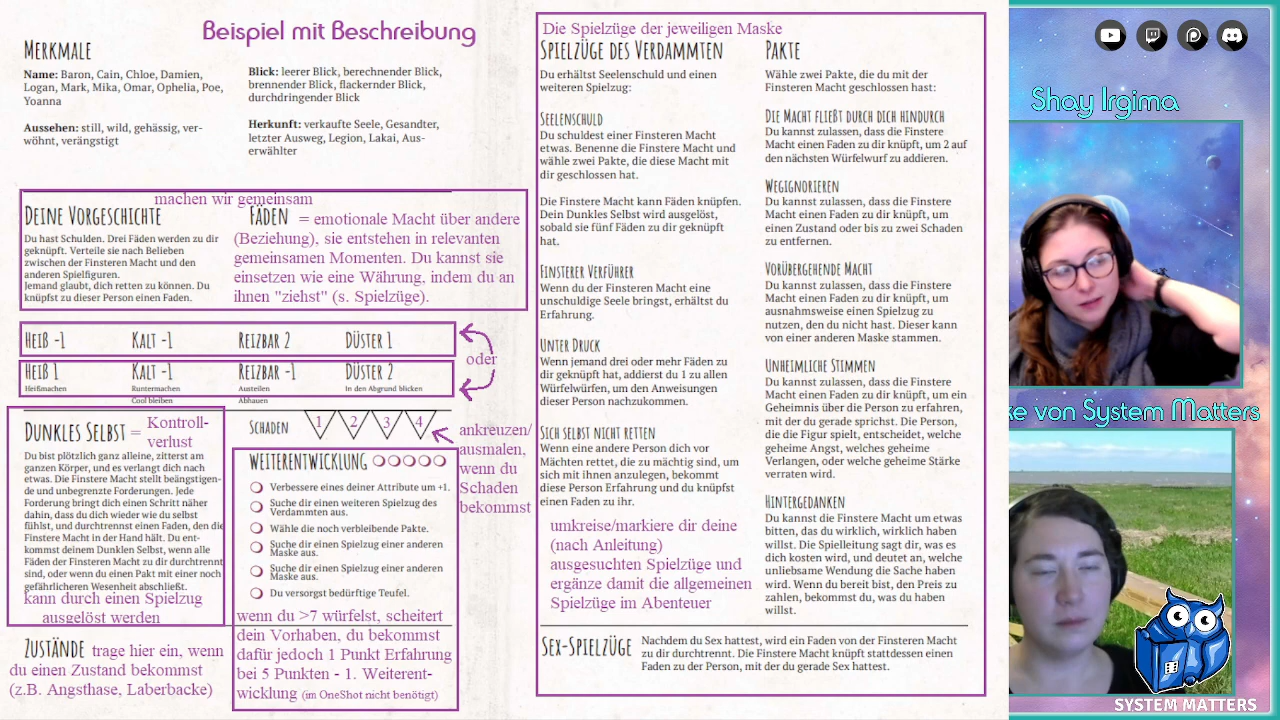 Beispiel mit Beschreibung
Merkmale
Name: Baron, Cain, Chloe, Damien,
Logan, Mark, Mika, Omar, Ophelia, Poe,
Yoanna
Aussehen: still, wild, gehässig, ver-
wöhnt, verängstigt
Blick: leerer Blick, berechnender Blick,
brennender Blick, flackernder Blick,
durchdringender Blick
Herkunft: verkaufte Seele, Gesandter,
letzter Ausweg, Legion, Lakai, Aus-
erwählter
machen wir gemeinsam
Deine Vorgeschichte
Du hast Schulden. Drei Fäden werden zu dir
geknüpft. Verteile sie nach Belieben
zwischen der Finsteren Macht und den
anderen Spielfiguren.
Jemand glaubt, dich retten zu können. Du
knüpfst zu dieser Person einen Faden.
Fäden = emotionale Macht über andere
(Beziehung), sie entstehen in relevanten
gemeinsamen Momenten. Du kannst sie
einsetzen wie eine Währung, indem du an
ihnen "ziehst" (s. Spielzüge).
Heiß -1 Kalt -1 Reizbar 2 Düster 1
oder
Heiß 1 Kalt -1 Reizbar -1 Düster 2
Heißmachen Runtermachen Austeilen In den Abgrund blicken
Cool bleiben Abhauen
Schaden 1 2 3 4
ankreuzen/
ausmalen,
wenn du
Schaden
bekommst
Dunkles Selbst = Kontroll-
verlust
Du bist plötzlich ganz alleine, zitterst am
ganzen Körper, und es verlangt dich nach
etwas. Die Finstere Macht stellt beängstigen-
de und unbegrenzte Forderungen. Jede
Forderung bringt dich einen Schritt näher
dahin, dass du dich wieder wie du selbst
fühlst, und durchtrennst einen Faden, den die
Finstere Macht in der Hand hält. Du ent-
kommst deinem Dunklen Selbst, wenn alle
Fäden der Finsteren Macht zu dir durchtrennt
sind, oder wenn du einen Pakt mit einer noch
gefährlicheren Wesenheit abschließt.
kann durch einen Spielzug
ausgelöst werden
Weiterentwicklung
Verbessere eines deiner Attribute um +1.
Suche dir einen weiteren Spielzug des
Verdammten aus.
Wähle die noch verbleibende Pakte.
Suche dir einen Spielzug einer anderen
Maske aus.
Suche dir einen Spielzug einer anderen
Maske aus.
Du versorgst bedürftige Teufel.
wenn du >7 würfelst, scheitert
dein Vorhaben, du bekommst
dafür jedoch 1 Punkt Erfahrung
bei 5 Punkten - 1. Weiterent-
wicklung (im OneShot nicht benötigt)
Zustände trage hier ein, wenn
du einen Zustand bekommst
(z.B. Angsthase, Laberbacke)
Die Spielzüge der jeweiligen Maske
Spielzüge des Verdammten
Du erhältst Seelenschuld und einen
weiteren Spielzug:
Seelenschuld
Du schuldest einer Finsteren Macht
etwas. Benenne die Finstere Macht und
wähle zwei Pakte, die diese Macht mit
dir geschlossen hat.
Die Finstere Macht kann Fäden knüpfen.
Dein Dunkles Selbst wird ausgelöst,
sobald sie fünf Fäden zu dir geknüpft
hat.
Finsterer Verführer
Wenn du der Finsteren Macht eine
unschuldige Seele bringst, erhältst du
Erfahrung.
Unter Druck
Wenn jemand drei oder mehr Fäden zu
dir geknüpft hat, addierst du 1 zu allen
Würfelwürfen, um den Anweisungen
dieser Person nachzukommen.
Sich selbst nicht retten
Wenn eine andere Person dich vor
Mächten rettet, die zu mächtig sind, um
sich mit ihnen anzulegen, bekommt
diese Person Erfahrung und du knüpfst
einen Faden zu ihr.
umkreise/markiere dir deine
(nach Anleitung)
ausgesuchten Spielzüge und
ergänze damit die allgemeinen
Spielzüge im Abenteuer
Pakte
Wähle zwei Pakte, die du mit der
Finsteren Macht geschlossen hast:
Die Macht fließt durch dich hindurch
Du kannst zulassen, dass die Finstere
Macht einen Faden zu dir knüpft, um 2 auf
den nächsten Würfelwurf zu addieren.
Wegignorieren
Du kannst zulassen, dass die Finstere
Macht einen Faden zu dir knüpft, um
einen Zustand oder bis zu zwei Schaden
zu entfernen.
Vorübergehende Macht
Du kannst zulassen, dass die Finstere
Macht einen Faden zu dir knüpft, um
ausnahmsweise einen Spielzug zu
nutzen, den du nicht hast. Dieser kann
von einer anderen Maske stammen.
Unheimliche Stimmen
Du kannst zulassen, dass die Finstere
Macht einen Faden zu dir knüpft, um ein
Geheimnis über die Person zu erfahren,
mit der du gerade sprichst. Die Person,
die die Figur spielt, entscheidet, welche
geheime Angst, welches geheime
Verlangen, oder welche geheime Stärke
verraten wird.
Hintergedanken
Du kannst die Finstere Macht um etwas
bitten, das du wirklich, wirklich haben
willst. Die Spielleitung sagt dir, was es
dich kosten wird, und deutet an, welche
unliebsame Wendung die Sache haben
wird. Wenn du bereit bist, den Preis zu
zahlen, bekommst du, was du haben
willst.
Sex-Spielzüge
Nachdem du Sex hattest, wird ein Faden von der Finsteren Macht
zu dir durchtrennt. Die Finstere Macht knüpft stattdessen einen
Faden zu der Person, mit der du gerade Sex hattest.
Shay Irgima
ke von System Matters
SYSTEM MATTERS